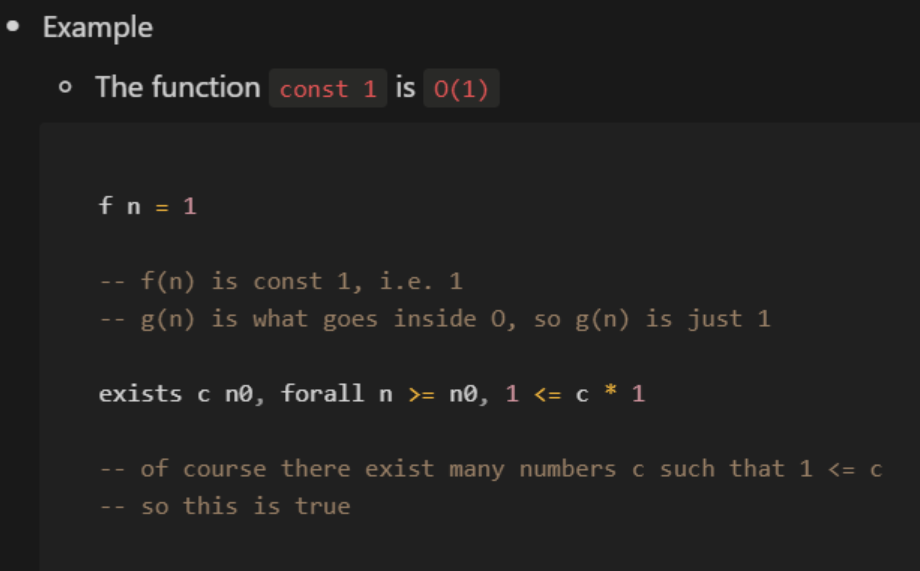 Example
The function const 1 is O(1)
f n = 1
-- f(n) is const 1, i.e. 1
-- g(n) is what goes inside O, so g(n) is just 1
exists c n0, forall n >= n0, 1 <= c * 1
-- of course there exist many numbers c such that 1 <= c
-- so this is true